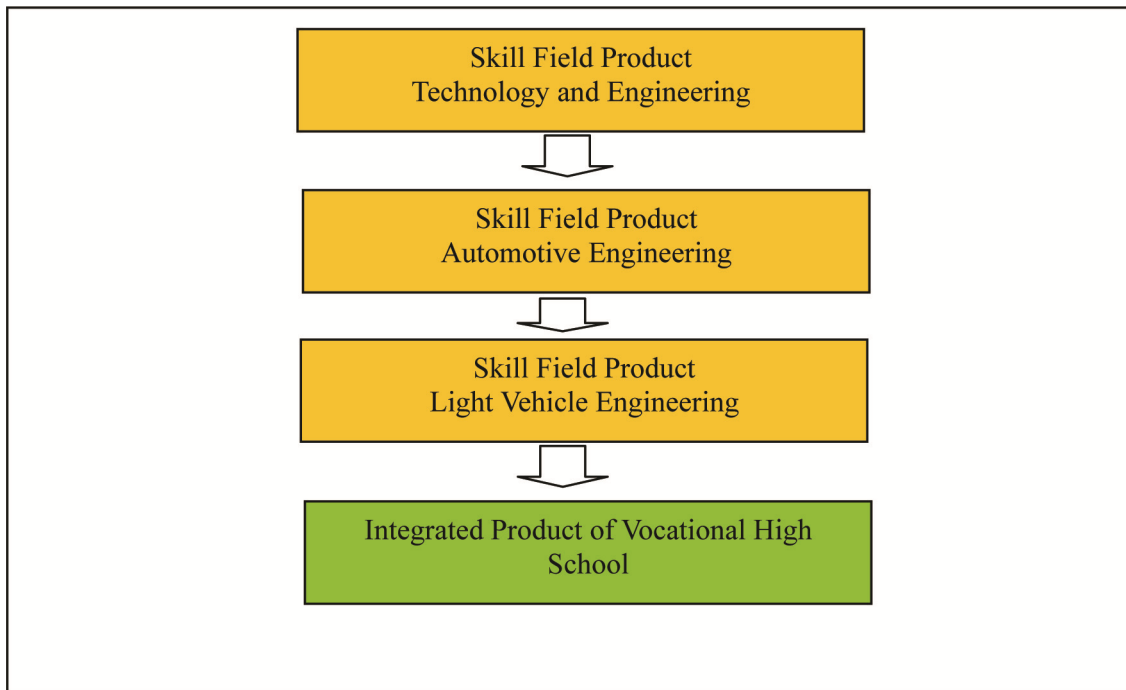 Skill Field Product
Technology and Engineering
Skill Field Product
Automotive Engineering
Skill Field Product
Light Vehicle Engineering
Integrated Product of Vocational High
School